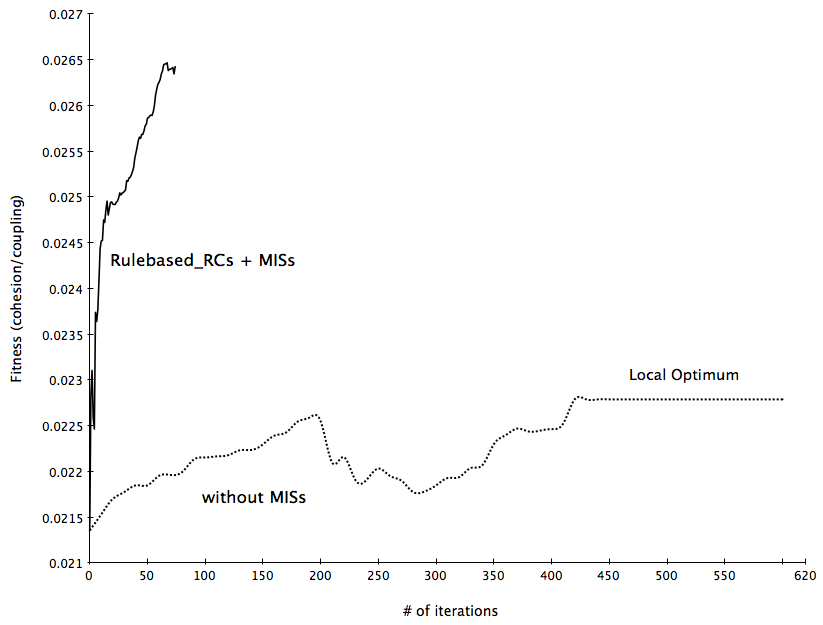 0.027
0.0265
0.026
0.0255
0.025
0.0245
0.024
0.0235
0.023
0.0225
0.022
0.0215
0.021
Fitness (cohesion/coupling)
Rulebased_RCs + MISs
Local Optimum
without MISs
0 50 100 150 200 250 300 350 400 450 500 550 620
# of iterations